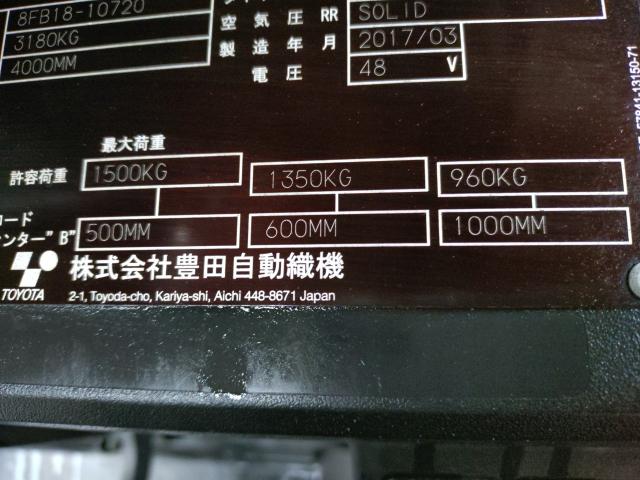 8FB18-10720
空気圧 RR SOLID
3180KG
製造年月 2017/03
4000MM
電圧 48 V
最大荷重
許容荷重 1500KG 1350KG 960KG
ロード
センター"B" 500MM 600MM 1000MM
TOYOTA 株式会社豊田自動織機
2-1, Toyoda-cho, Kariya-shi, Aichi 448-8671 Japan